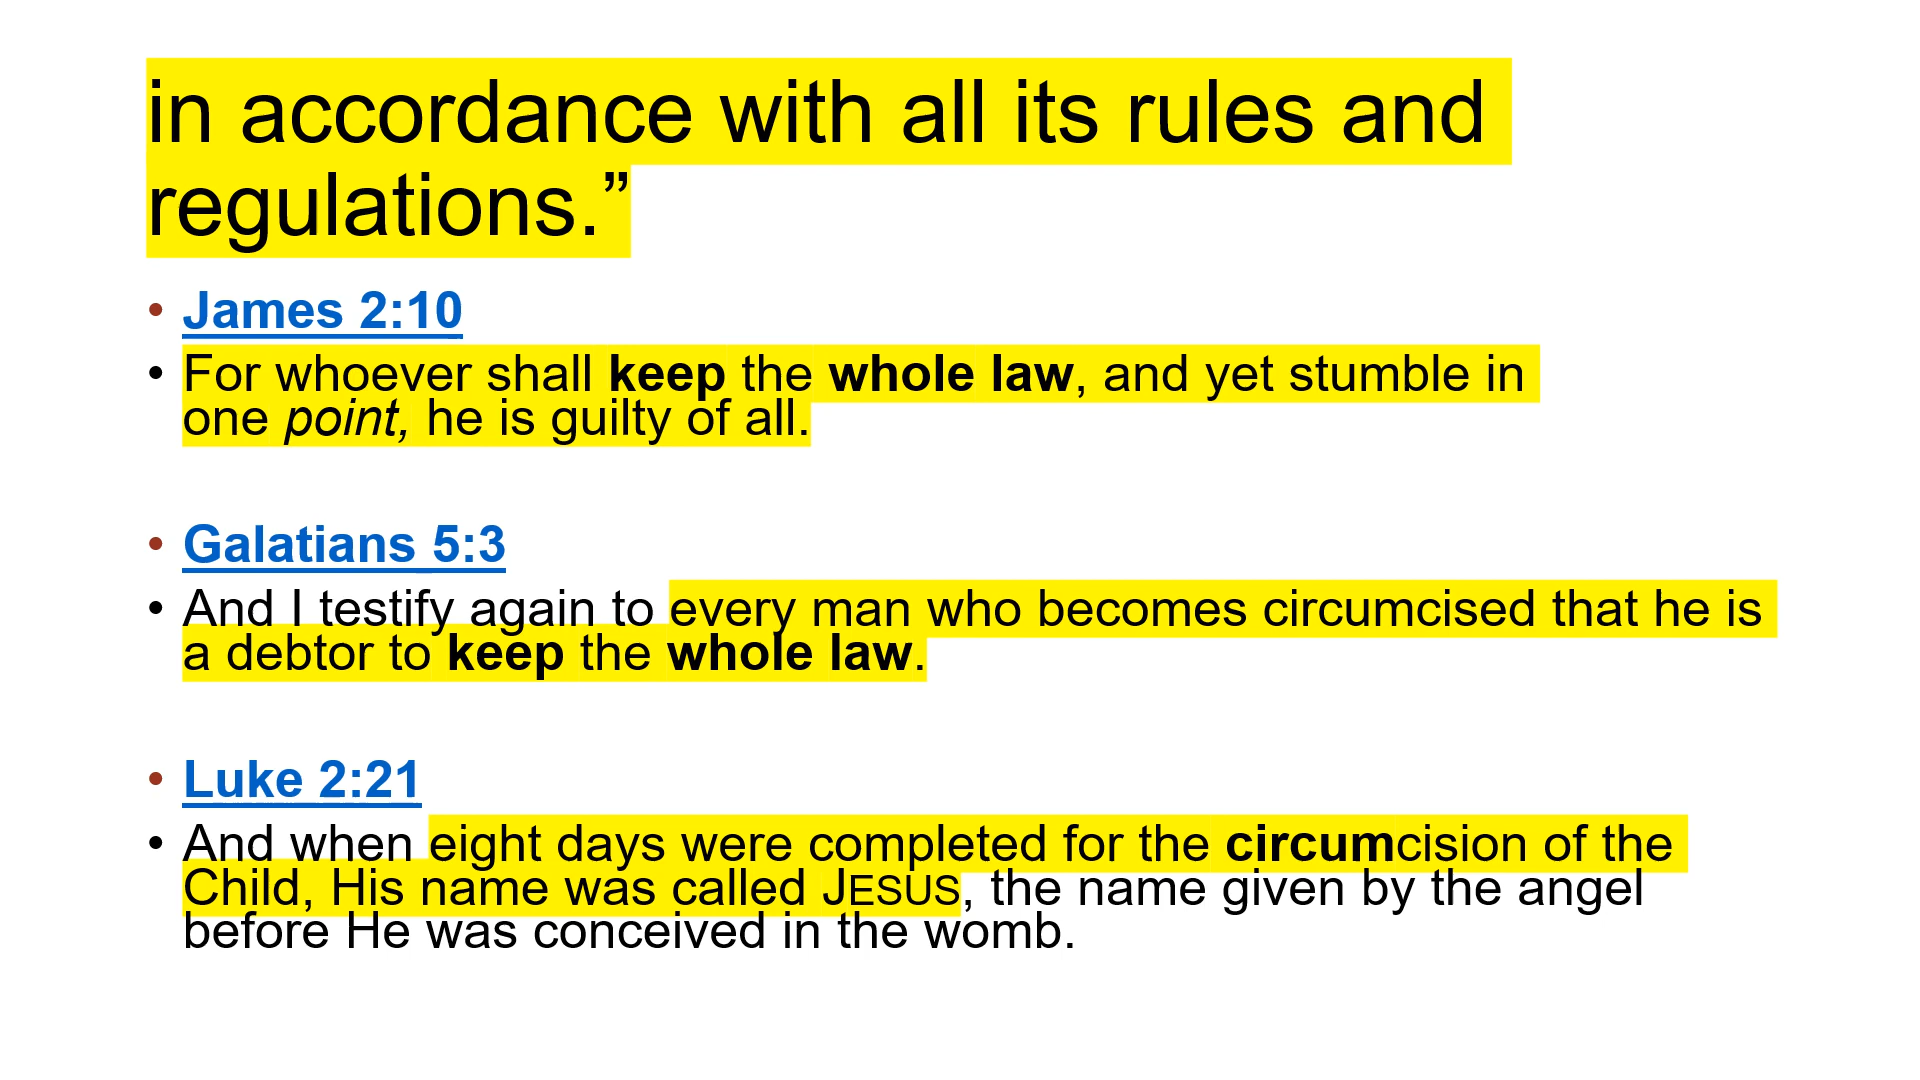 in accordance with all its rules and
regulations.”
• James 2:10
• For whoever shall keep the whole law, and yet stumble in
one point, he is guilty of all.
• Galatians 5:3
• And I testify again to every man who becomes circumcised that he is
a debtor to keep the whole law.
• Luke 2:21
• And when eight days were completed for the circumcision of the
Child, His name was called JESUS, the name given by the angel
before He was conceived in the womb.